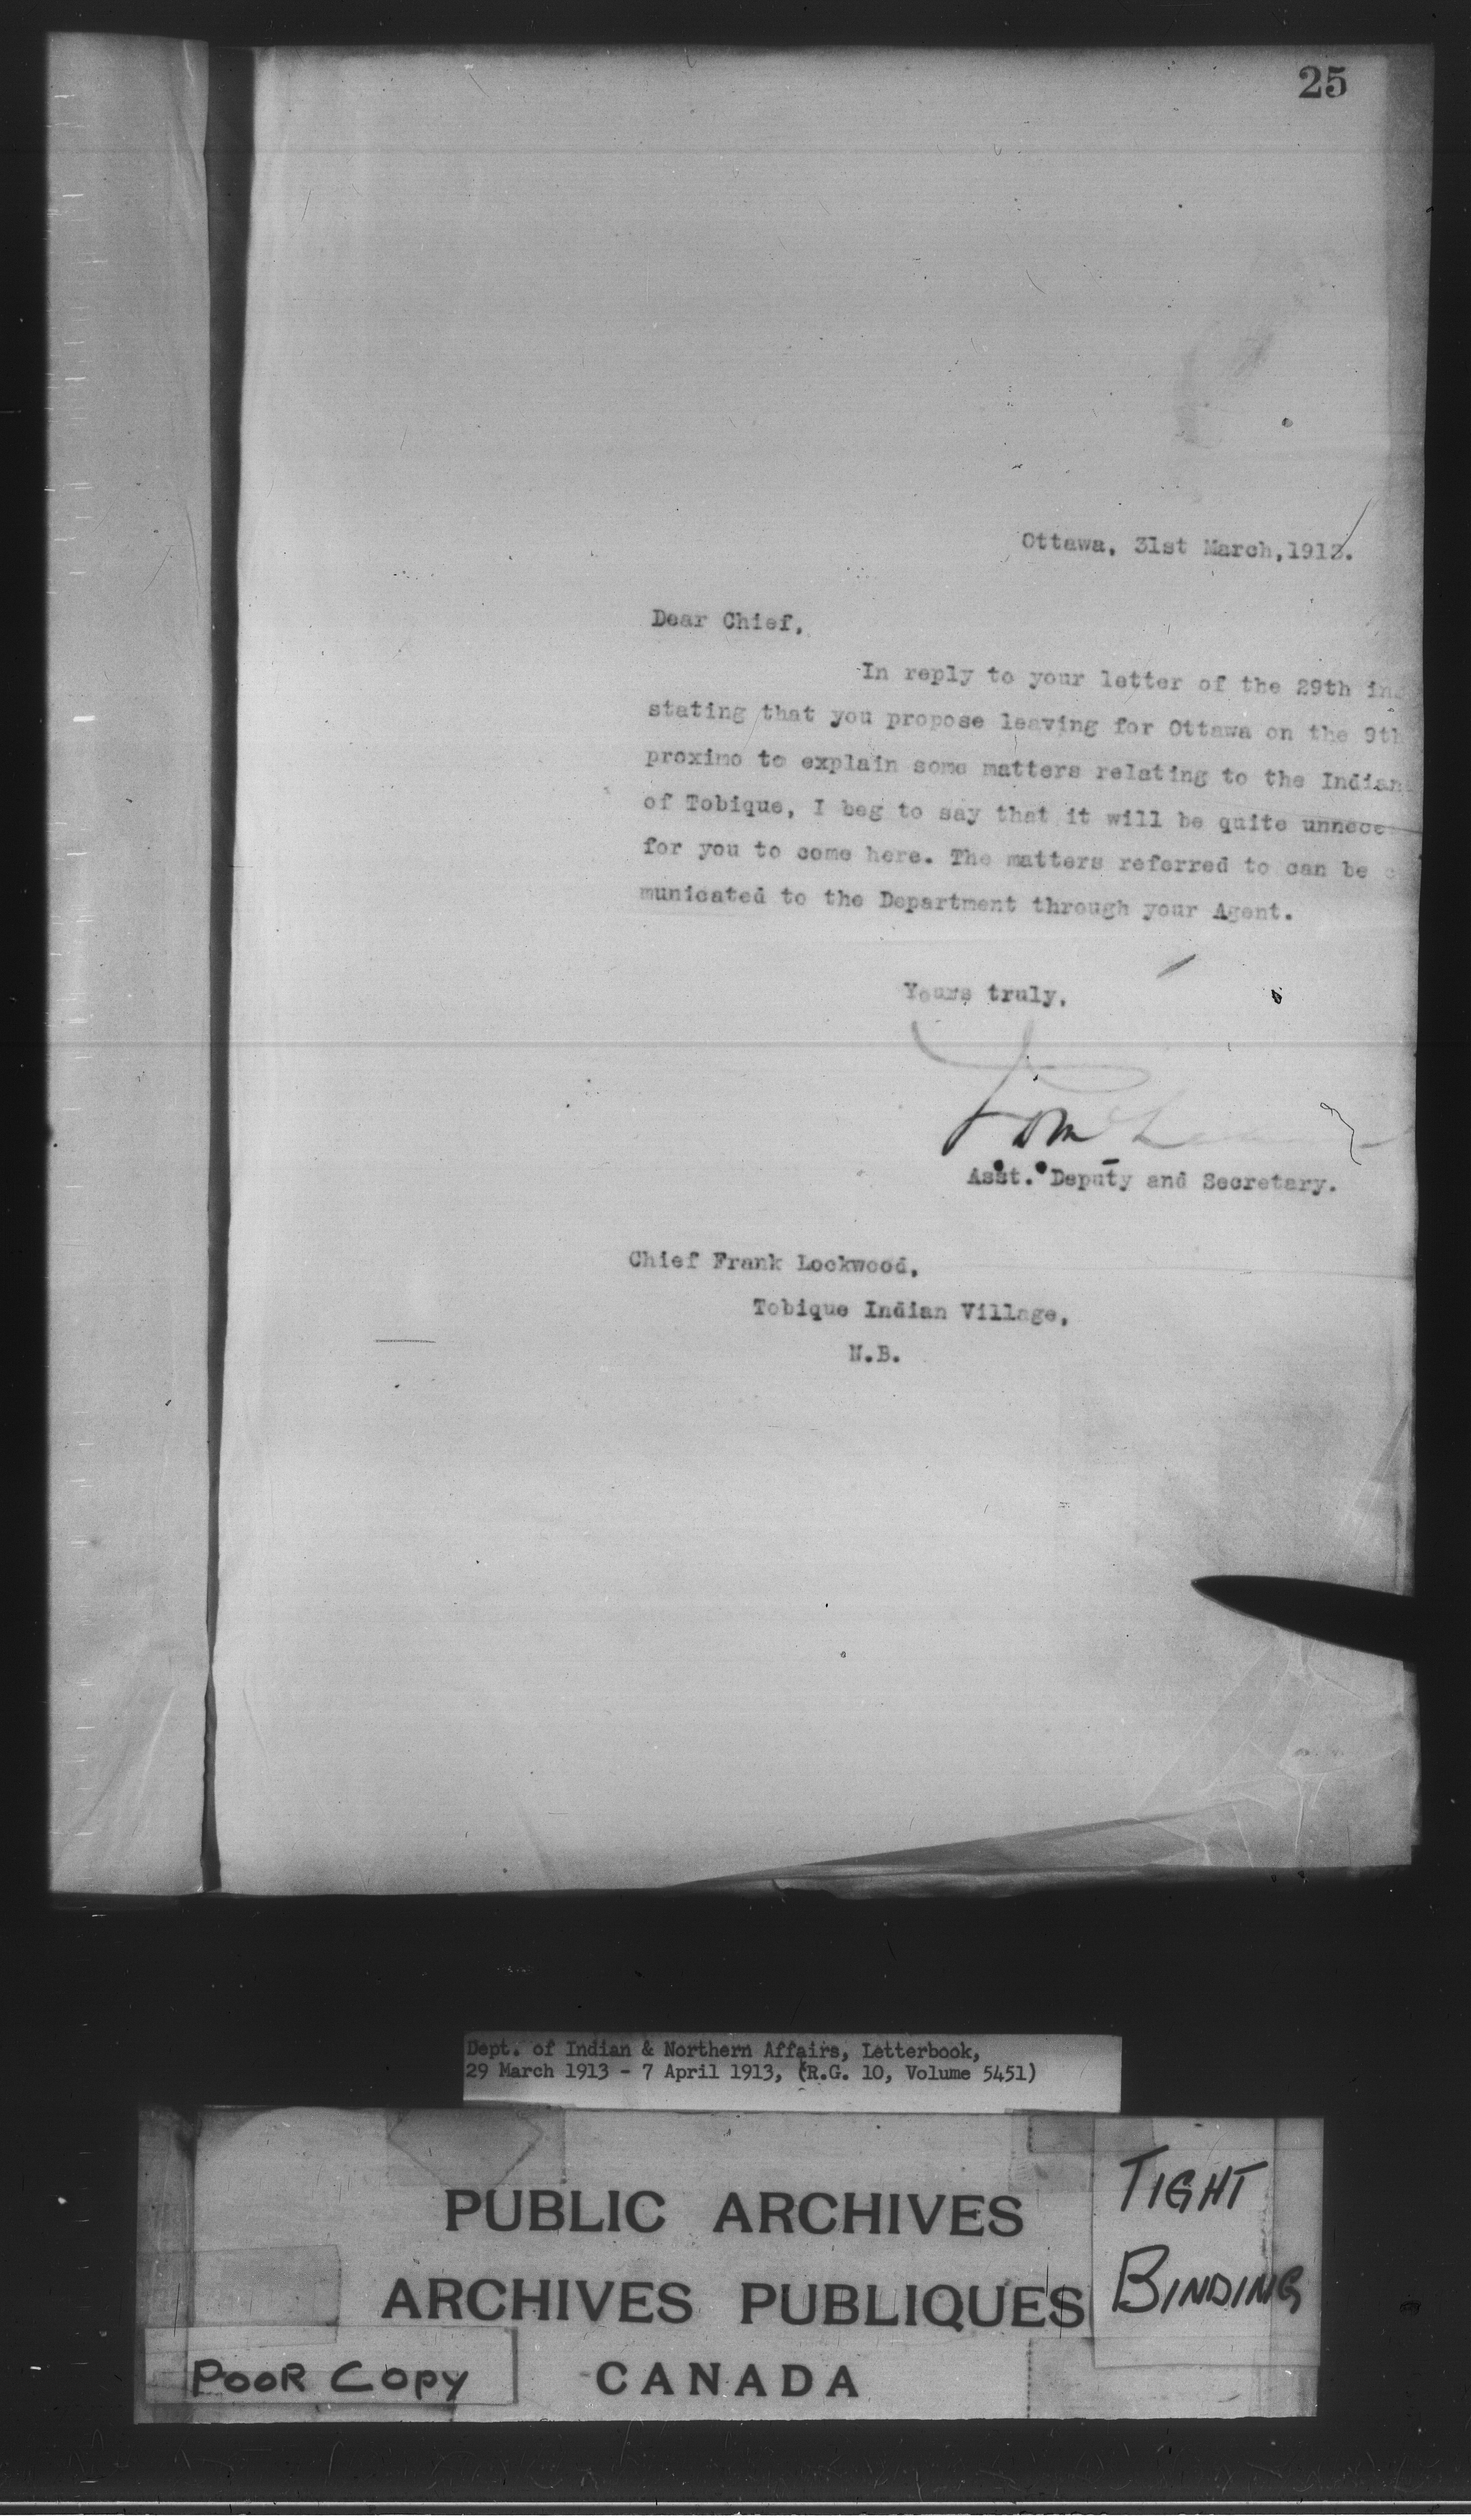 25
Ottawa, 31st March, 1913.
Dear Chief,
In reply to your letter of the 29th in
stating that you propose leaving for Ottawa on the 9th
proximo to explain some matters relating to the Indian
of Tobique, I beg to say that it will be quite unnece
for you to come here. The matters referred to can be c
municated to the Department through your Agent.
Yours truly,
Asst. Deputy and Secretary.
Chief Frank Lockwood,
Tobique Indian Village,
N.B.
Dept. of Indian & Northern Affairs, Letterbook,
29 March 1913 - 7 April 1913, (R.G. 10, Volume 5451)
PUBLIC ARCHIVES
ARCHIVES PUBLIQUES
CANADA
TIGHT
BINDING
POOR COPY